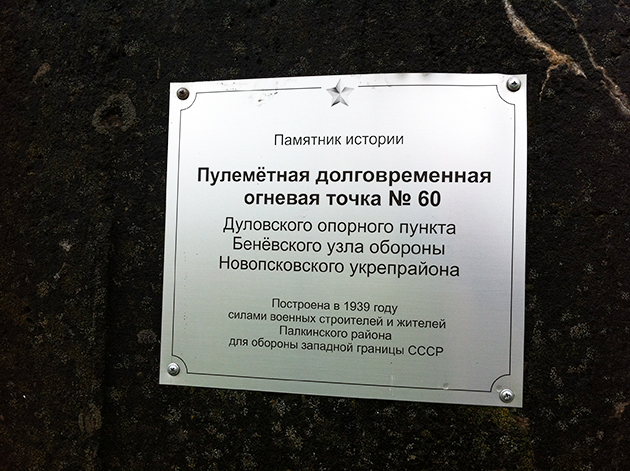 Памятник истории
Пулемётная долговременная
огневая точка № 60
Дуловского опорного пункта
Бенёвского узла обороны
Новопсковского укрепрайона
Построена в 1939 году
силами военных строителей и жителей
Палкинского района
для обороны западной границы СССР